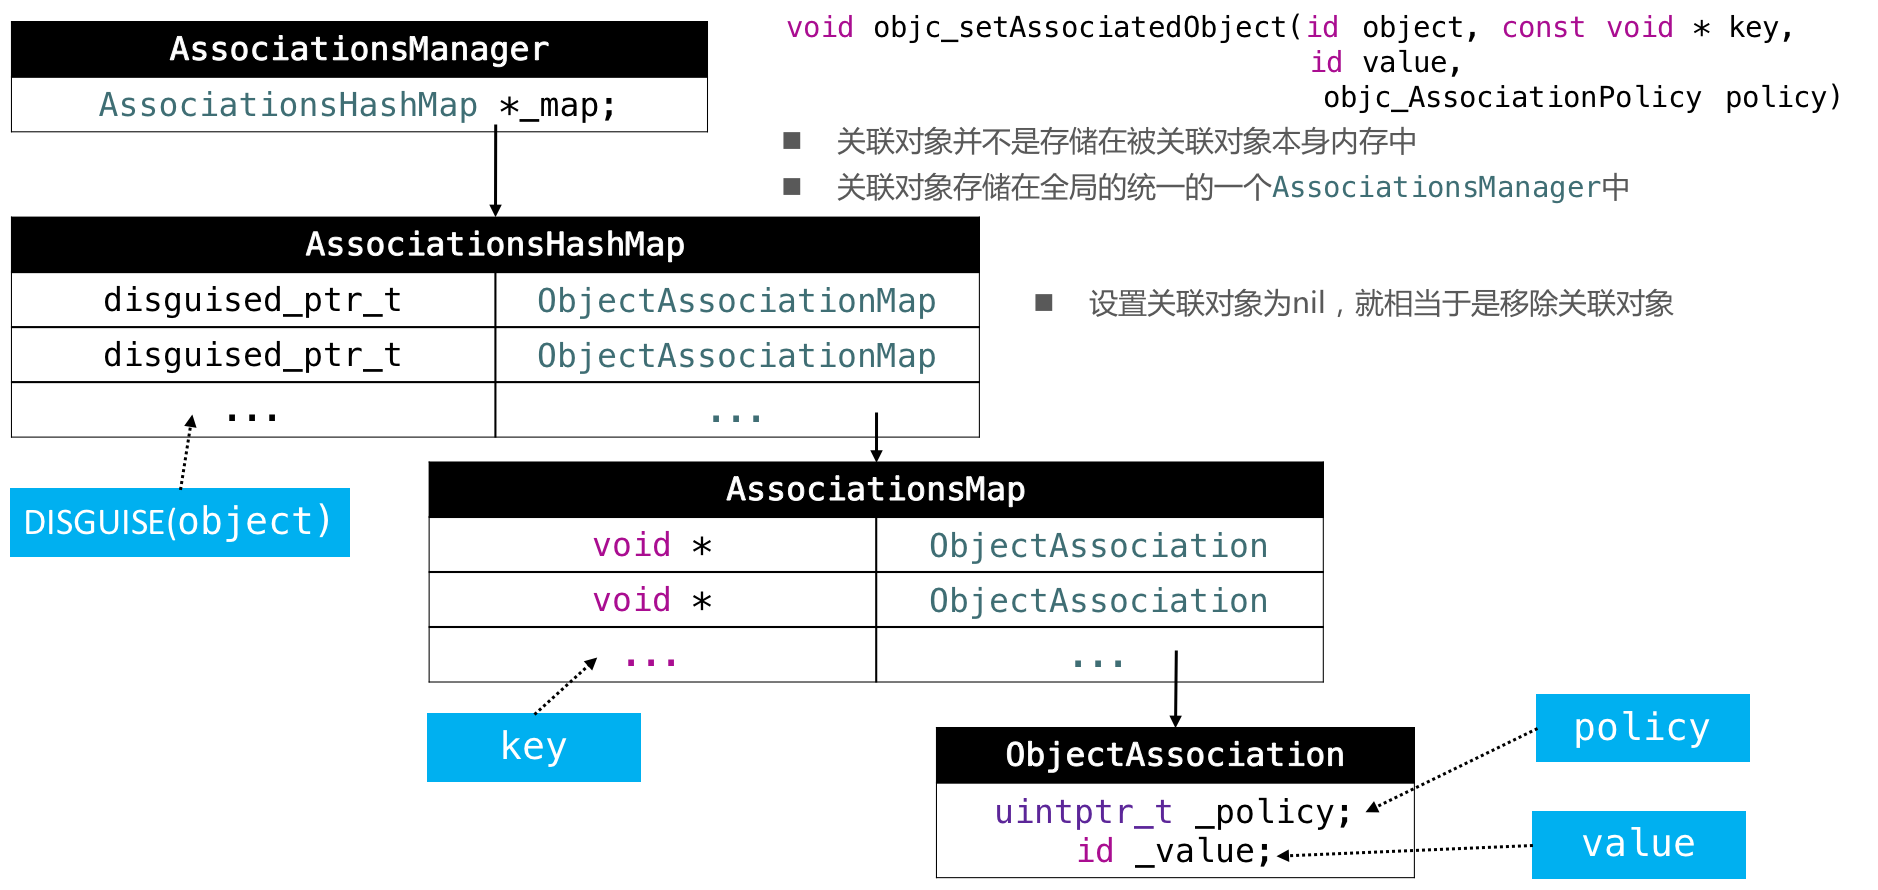 AssociationsManager
AssociationsHashMap *_map;
void objc_setAssociatedObject(id object, const void * key,
id value,
objc_AssociationPolicy policy)
■ 关联对象并不是存储在被关联对象本身内存中
■ 关联对象存储在全局的统一的一个AssociationsManager中
AssociationsHashMap
disguised_ptr_t ObjectAssociationMap
disguised_ptr_t ObjectAssociationMap
... ...
■ 设置关联对象为nil，就相当于是移除关联对象
DISGUISE(object)
AssociationsMap
void * ObjectAssociation
void * ObjectAssociation
... ...
key
ObjectAssociation
uintptr_t _policy;
id _value;
policy
value